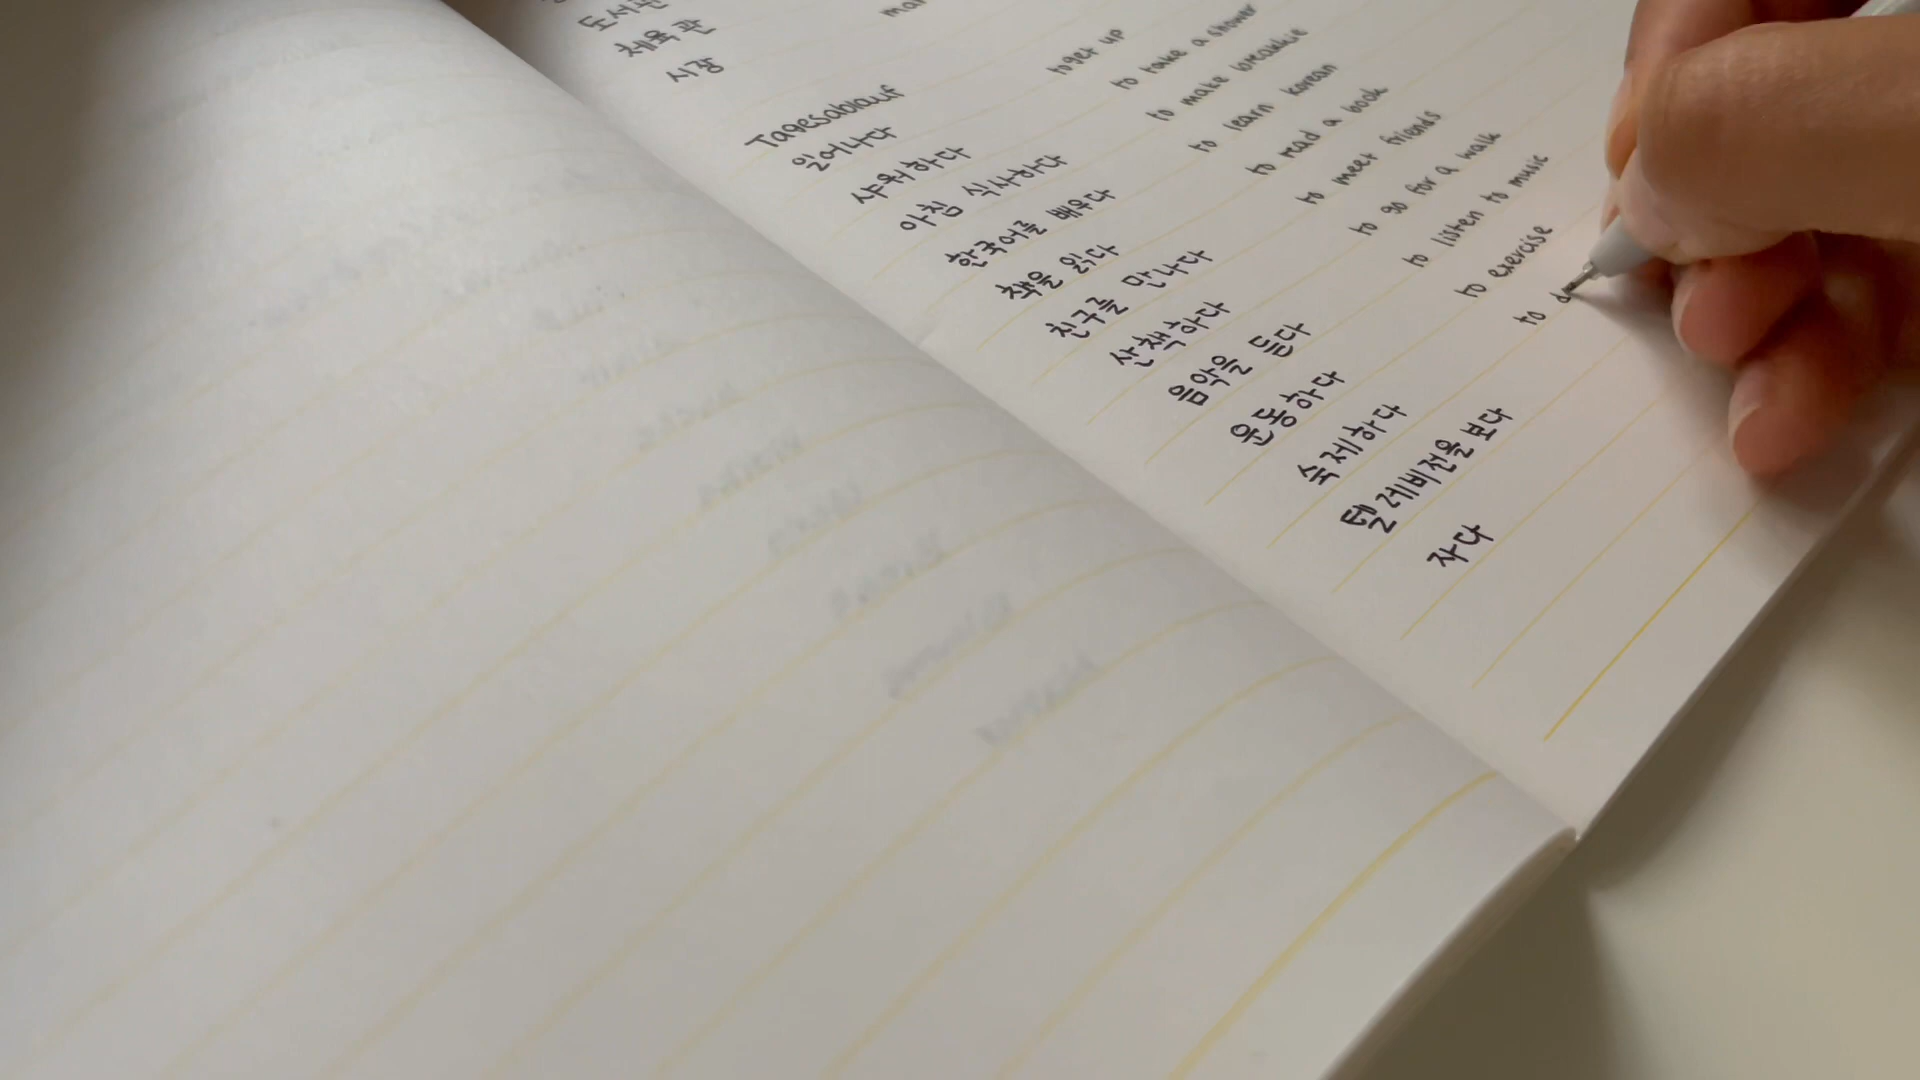 도서관
체육관
시장
Tagesablauf
일어나다 to get up
샤워하다 to take a shower
아침 식사하다 to make breakkie
한국어를 배우다 to learn korean
책을 읽다 to read a book
친구를 만나다 to meet friends
산책하다 to go for a walk
음악을 듣다 to listen to music
운동하다 to exercise
숙제하다 to d
텔레비전을 보다
자다